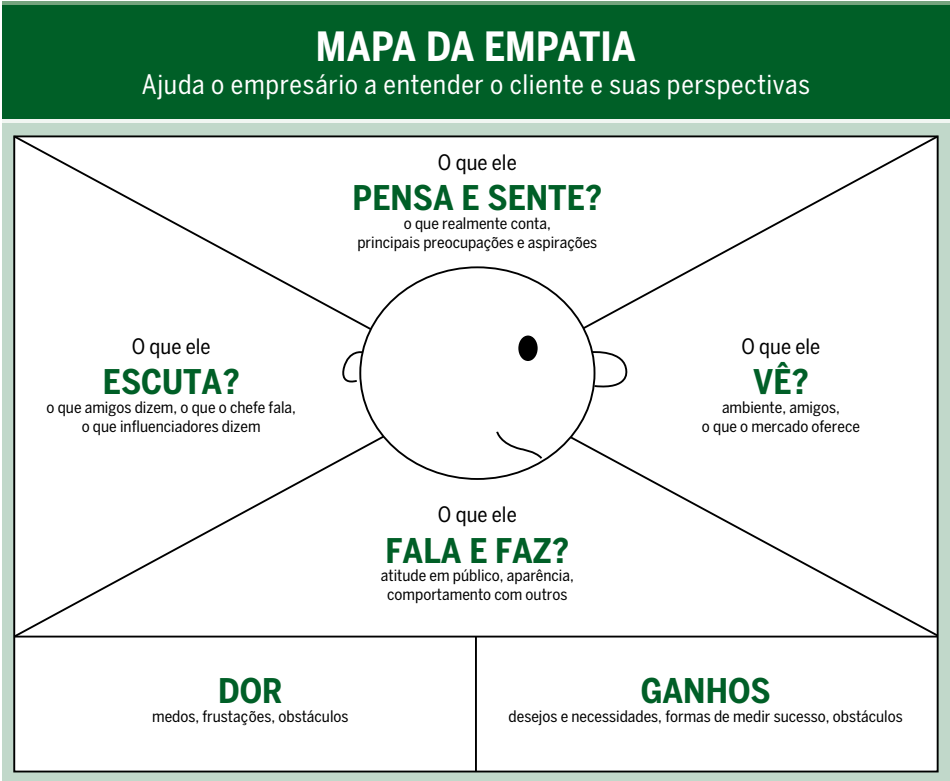 MAPA DA EMPATIA
Ajuda o empresário a entender o cliente e suas perspectivas
O que ele
PENSA E SENTE?
o que realmente conta,
principais preocupações e aspirações
O que ele
ESCUTA?
o que amigos dizem, o que o chefe fala,
o que influenciadores dizem
O que ele
VÊ?
ambiente, amigos,
o que o mercado oferece
O que ele
FALA E FAZ?
atitude em público, aparência,
comportamento com outros
DOR
medos, frustações, obstáculos
GANHOS
desejos e necessidades, formas de medir sucesso, obstáculos